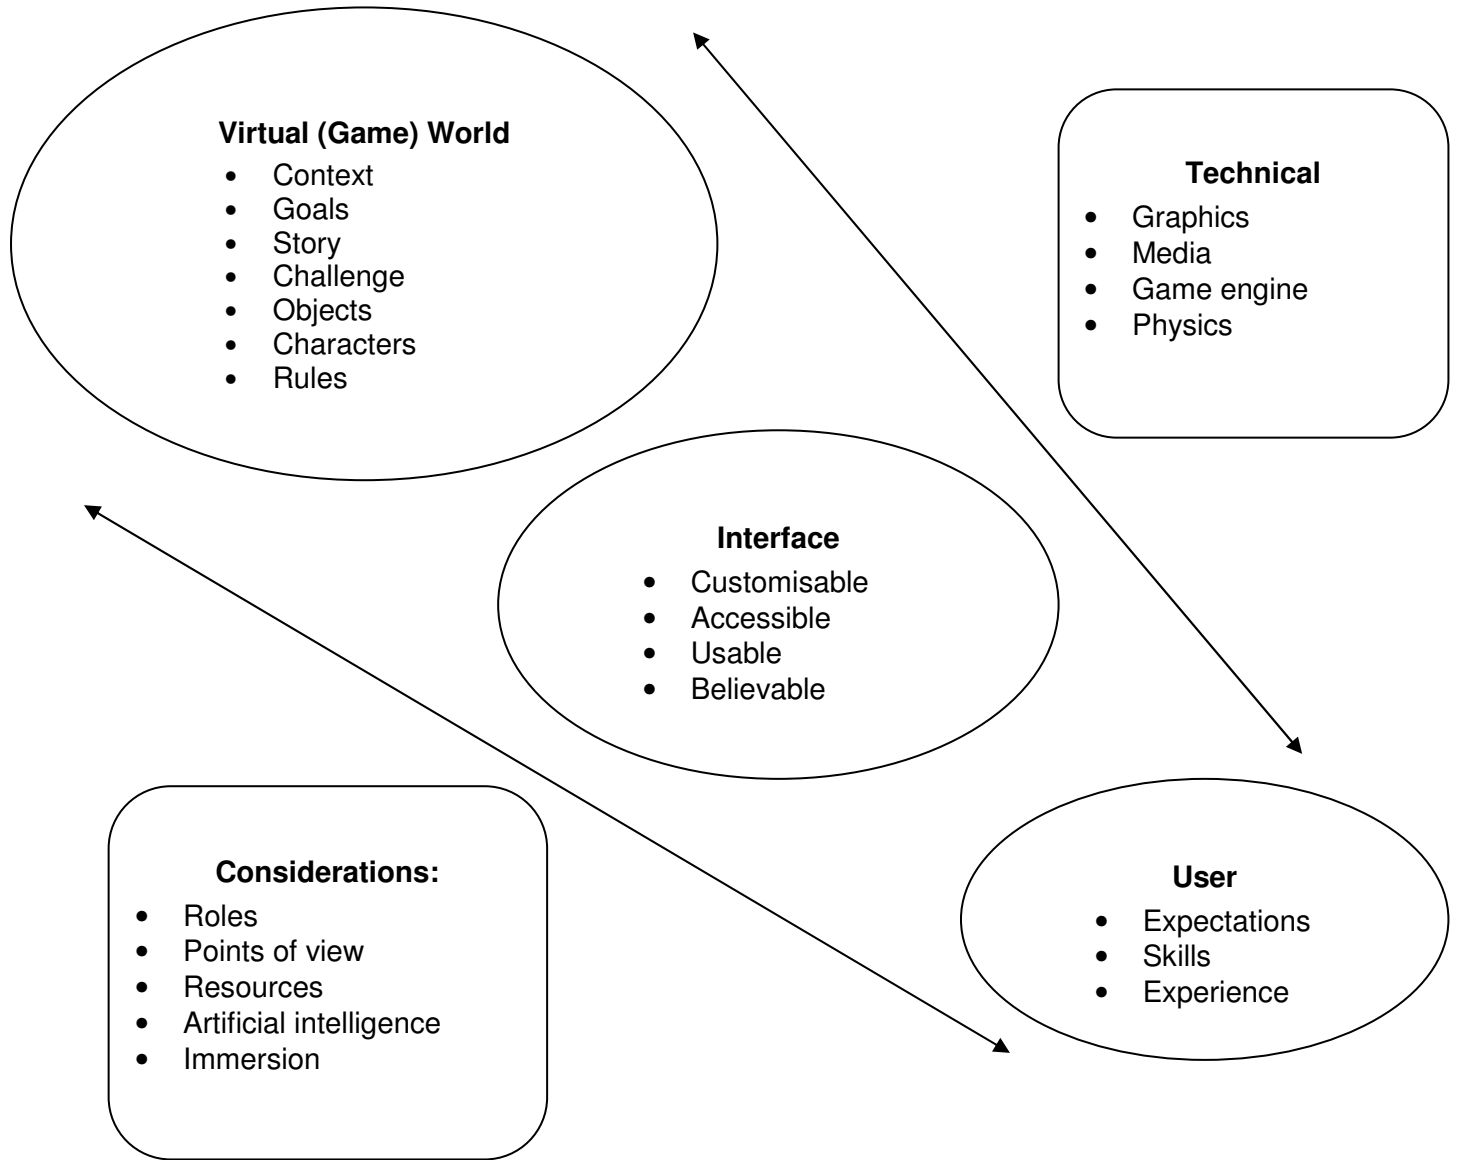 Virtual (Game) World
• Context
• Goals
• Story
• Challenge
• Objects
• Characters
• Rules
Technical
• Graphics
• Media
• Game engine
• Physics
Interface
• Customisable
• Accessible
• Usable
• Believable
Considerations:
• Roles
• Points of view
• Resources
• Artificial intelligence
• Immersion
User
• Expectations
• Skills
• Experience